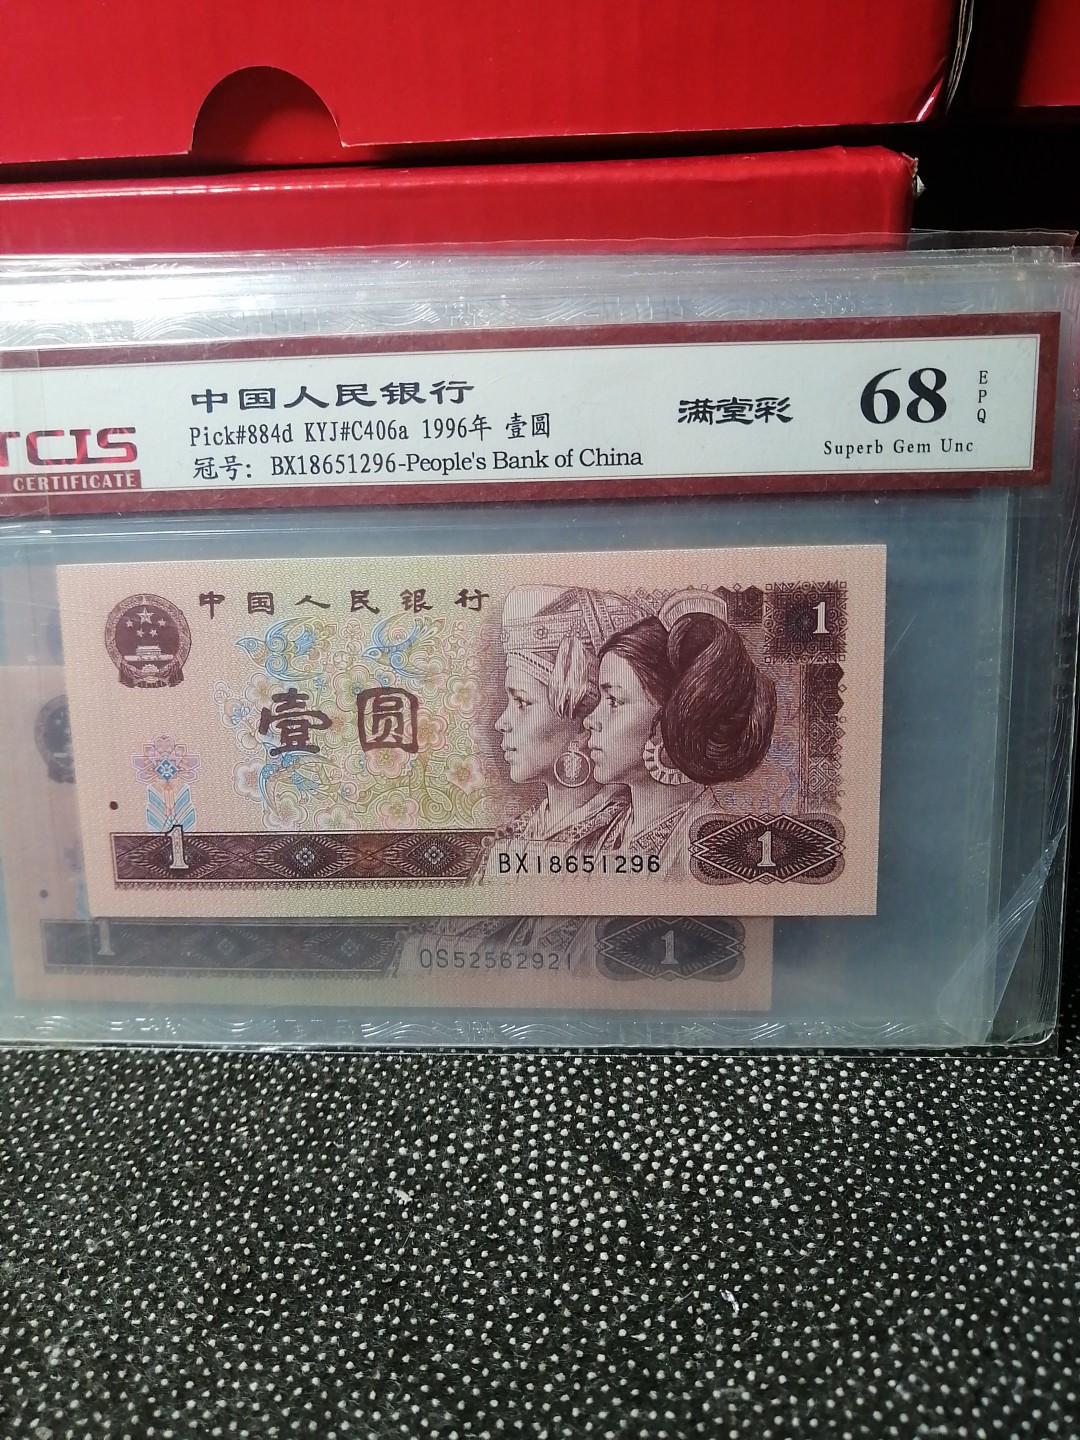 中国人民银行
Pick#884d KYJ#C406a 1996年 壹圆
冠号: BX18651296-People's Bank of China
满堂彩
68
EPQ
Superb Gem Unc
TCIS
CERTIFICATE
中国人民银行
1
壹圆
1
BX18651296
1
1
OS52562921
1